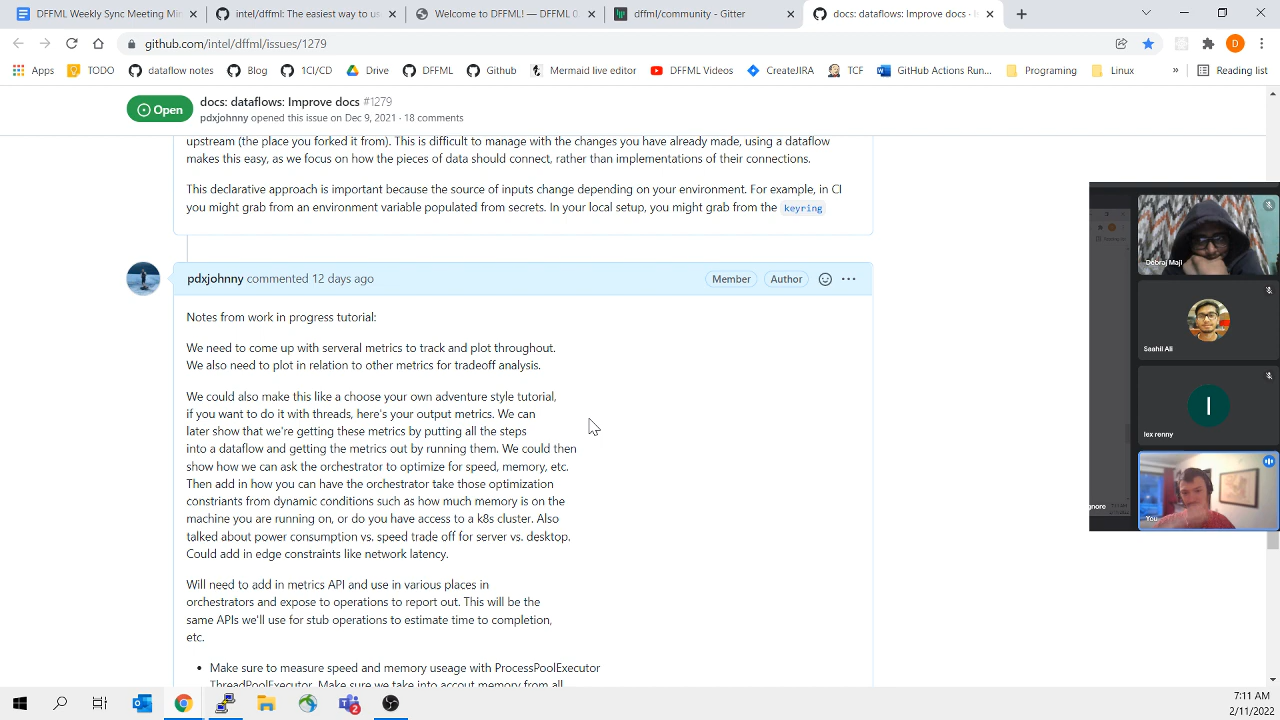 DFFML Weekly Sync Meeting Min
intel/dffml: The easiest way to us
Welcome to DFFML! — DFFML 0.
dffml/community - Gitter
docs: dataflows: Improve docs · Is
github.com/intel/dffml/issues/1279
D
Apps
TODO
dataflow notes
Blog
1CI/CD
Drive
DFFML
Github
Mermaid live editor
DFFML Videos
CreateJIRA
TCF
GitHub Actions Run...
Programing
Linux
»
Reading list
Open
docs: dataflows: Improve docs #1279
pdxjohnny opened this issue on Dec 9, 2021 · 18 comments
upstream (the place you forked it from). This is difficult to manage with the changes you have already made, using a dataflow
makes this easy, as we focus on how the pieces of data should connect, rather than implementations of their connections.
This declarative approach is important because the source of inputs change depending on your environment. For example, in CI
you might grab from an environment variable populated from secrets. In your local setup, you might grab from the keyring
pdxjohnny commented 12 days ago
Member
Author
Notes from work in progress tutorial:
We need to come up with serveral metrics to track and plot throughout.
We also need to plot in relation to other metrics for tradeoff analysis.
We could also make this like a choose your own adventure style tutorial,
if you want to do it with threads, here's your output metrics. We can
later show that we're getting these metrics by putting all the steps
into a dataflow and getting the metrics out by running them. We could then
show how we can ask the orchestrator to optimize for speed, memory, etc.
Then add in how you can have the orchestrator take those optimization
constriants from dynamic conditions such as how much memory is on the
machine you are running on, or do you have access to a k8s cluster. Also
talked about power consumption vs. speed trade off for server vs. desktop.
Could add in edge constraints like network latency.
Will need to add in metrics API and use in various places in
orchestrators and expose to operations to report out. This will be the
same APIs we'll use for stub operations to estimate time to completion,
etc.
Make sure to measure speed and memory useage with ProcessPoolExecutor
ThreadPoolExecutor. Make sure we take into acout memory from all
Debraj Maji
Saahil Ali
I
lex renny
gnore
You
2
7:11 AM
2/11/2022